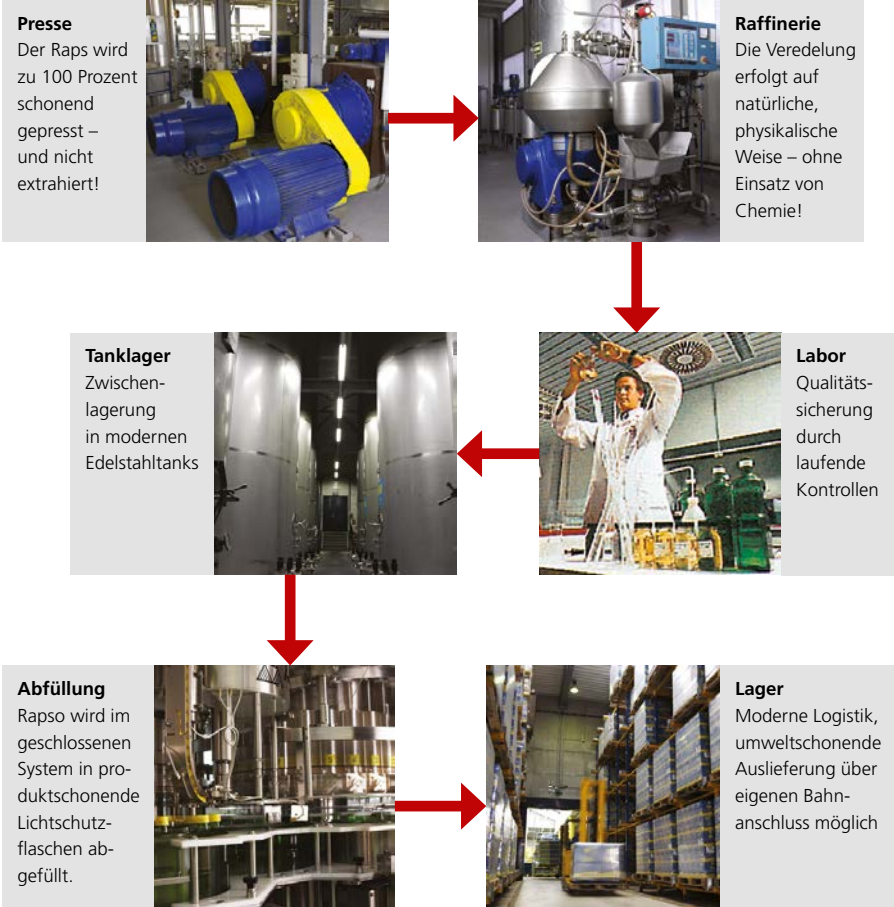 Presse
Der Raps wird
zu 100 Prozent
schonend
gepresst –
und nicht
extrahiert!
Raffinerie
Die Veredelung
erfolgt auf
natürliche,
physikalische
Weise – ohne
Einsatz von
Chemie!
Labor
Qualitäts-
sicherung
durch
laufende
Kontrollen
Tanklager
Zwischen-
lagerung
in modernen
Edelstahltanks
Abfüllung
Rapso wird im
geschlossenen
System in pro-
duktschonende
Lichtschutz-
flaschen ab-
gefüllt.
Lager
Moderne Logistik,
umweltschonende
Auslieferung über
eigenen Bahn-
anschluss möglich